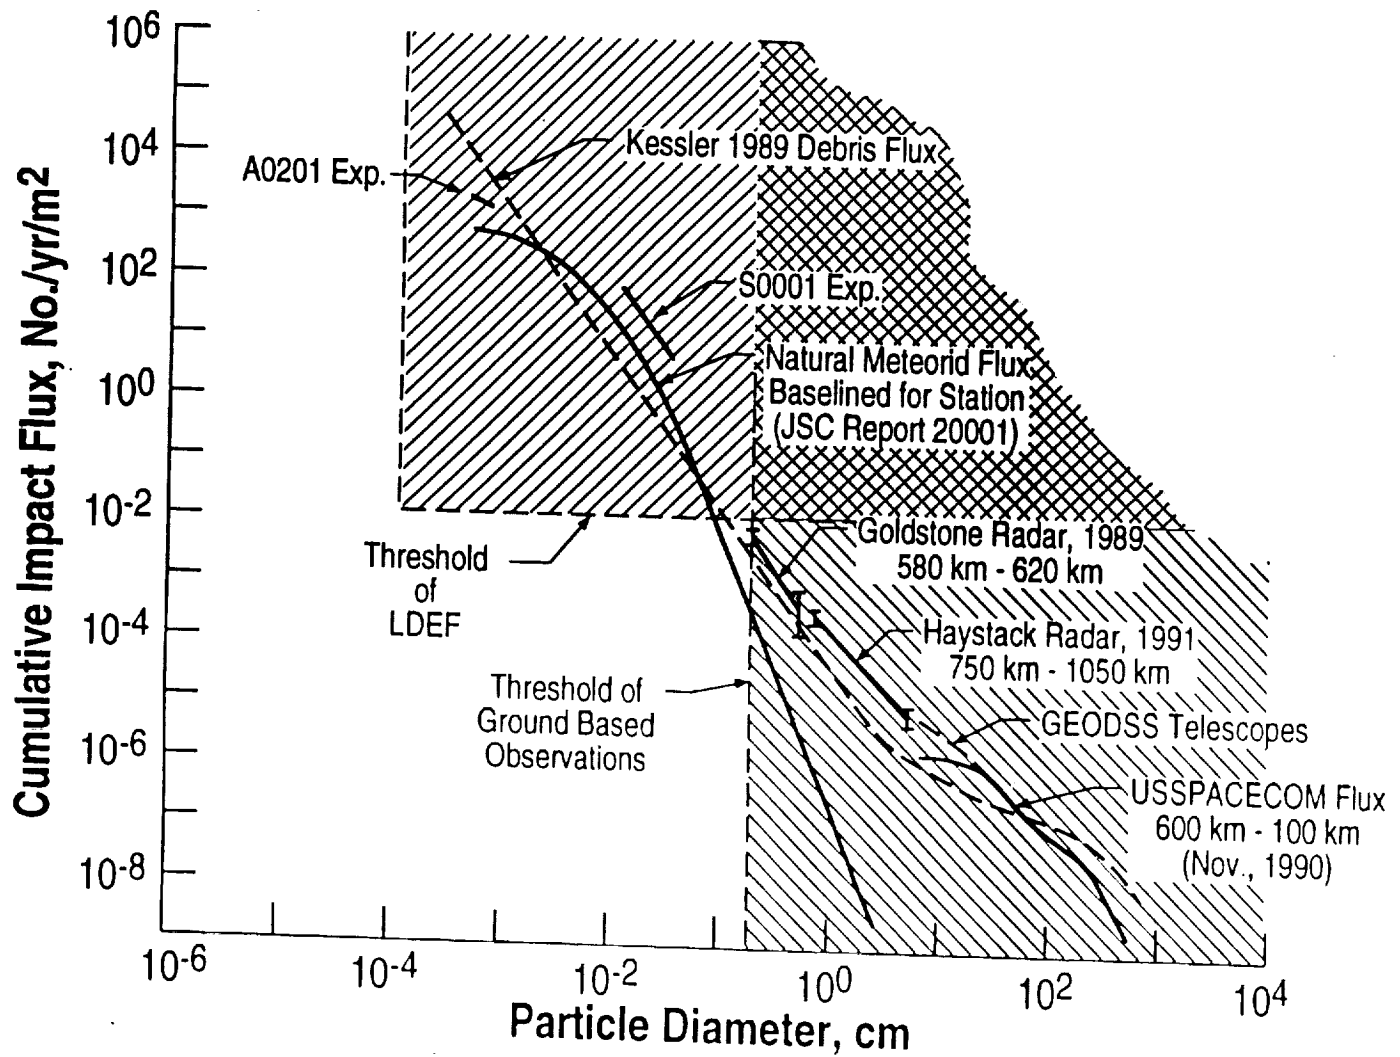 Cumulative Impact Flux, No./yr/m2
10^6
10^4
10^2
10^0
10^-2
10^-4
10^-6
10^-8
A0201 Exp.
Kessler 1989 Debris Flux
S0001 Exp.
Natural Meteorid Flux
Baselined for Station
(JSC Report 20001)
Threshold
of
LDEF
Goldstone Radar, 1989
580 km - 620 km
Haystack Radar, 1991
750 km - 1050 km
Threshold of
Ground Based
Observations
GEODSS Telescopes
USSPACECOM Flux
600 km - 100 km
(Nov., 1990)
10^-6
10^-4
10^-2
10^0
10^2
10^4
Particle Diameter, cm